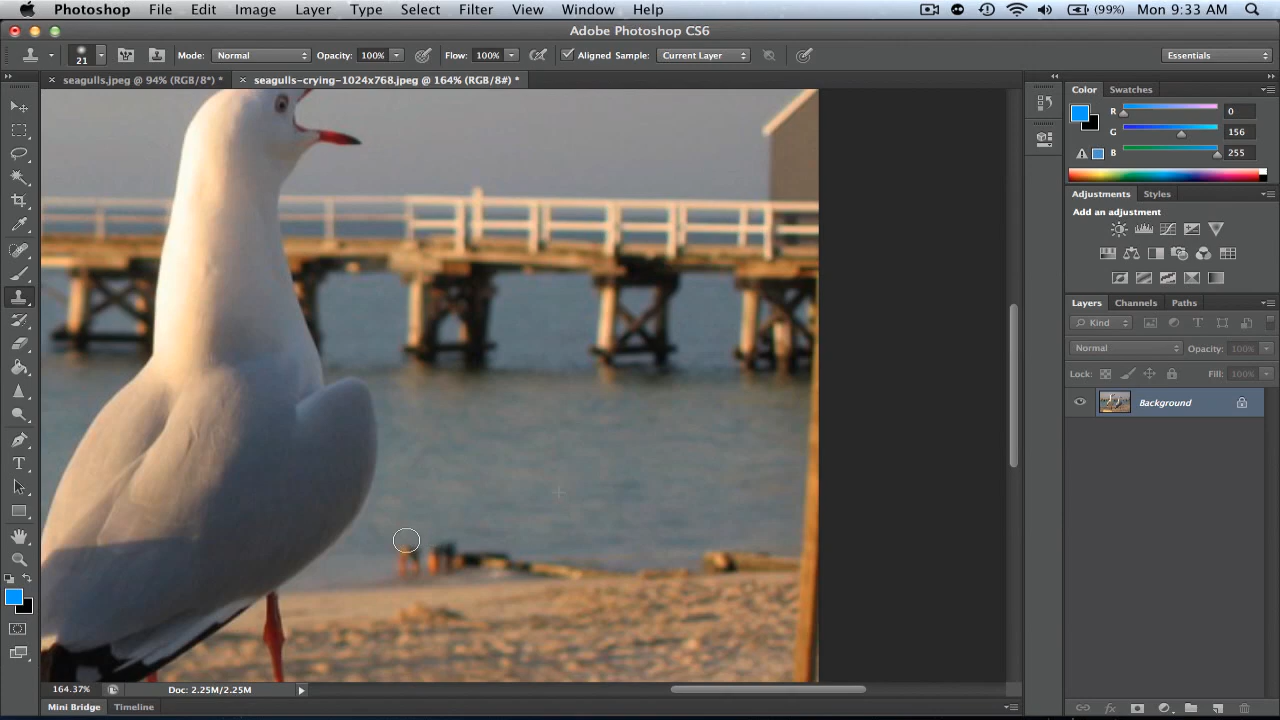 Photoshop File Edit Image Layer Type Select Filter View Window Help (99%) Mon 9:33 AM
Adobe Photoshop CS6
21 Mode: Normal Opacity: 100% Flow: 100% Aligned Sample: Current Layer Essentials
seagulls.jpeg @ 94% (RGB/8*) * seagulls-crying-1024x768.jpeg @ 164% (RGB/8#) *
Color Swatches
R 0
G 156
B 255
Adjustments Styles
Add an adjustment
Layers Channels Paths
Kind
Normal Opacity: 100%
Lock: Fill: 100%
Background
164.37% Doc: 2.25M/2.25M
Mini Bridge Timeline